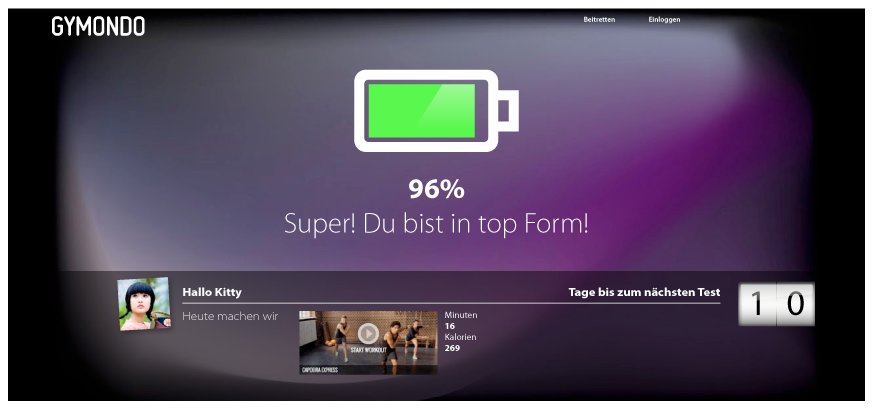 GYMONDO
Beitretten Einloggen
96%
Super! Du bist in top Form!
Hallo Kitty
Tage bis zum nächsten Test
1 0
Heute machen wir
START WORKOUT
CAPOEIRA EXPRESS
Minuten
16
Kalorien
269